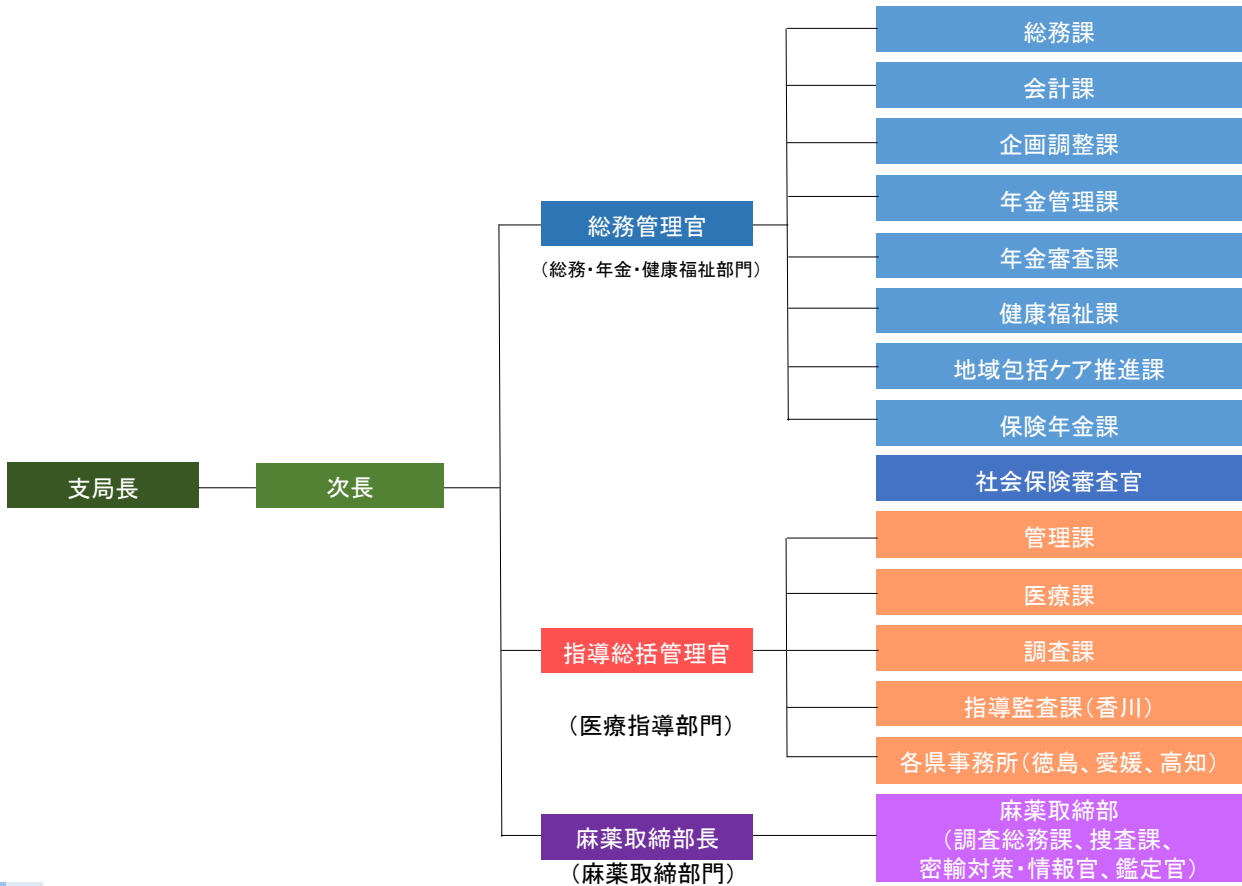 総務課
会計課
企画調整課
年金管理課
総務管理官
(総務・年金・健康福祉部門)
年金審査課
健康福祉課
地域包括ケア推進課
保険年金課
支局長
次長
社会保険審査官
管理課
医療課
指導総括管理官
(医療指導部門)
調査課
指導監査課(香川)
各県事務所(徳島、愛媛、高知)
麻薬取締部長
(麻薬取締部門)
麻薬取締部
(調査総務課、捜査課、
密輸対策・情報官、鑑定官)